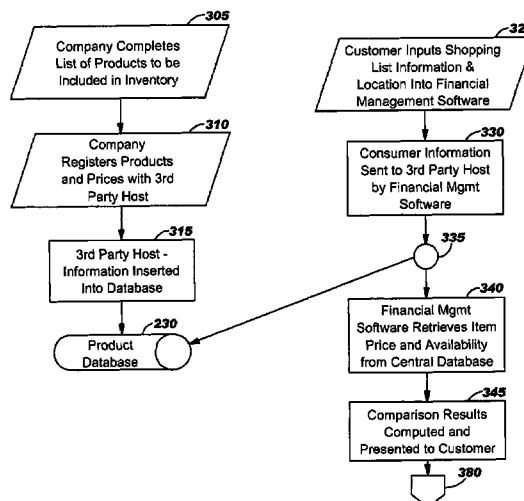 305
Company Completes
List of Products to be
Included in Inventory
310
Company
Registers Products
and Prices with 3rd
Party Host
315
3rd Party Host -
Information Inserted
Into Database
230
Product
Database
Customer Inputs Shopping
List Information &
Location Into Financial
Management Software
330
Consumer Information
Sent to 3rd Party Host
by Financial Mgmt
Software
335
340
Financial Mgmt
Software Retrieves Item
Price and Availability
from Central Database
345
Comparison Results
Computed and
Presented to Customer
380